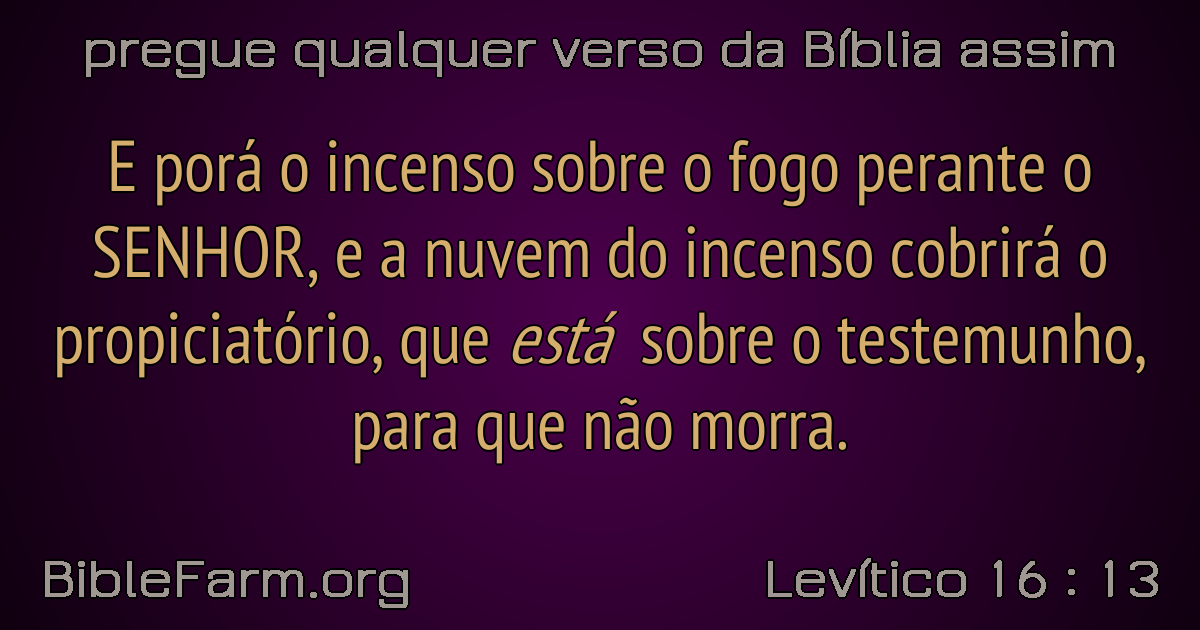 pregue qualquer verso da Bíblia assim
E porá o incenso sobre o fogo perante o
SENHOR, e a nuvem do incenso cobrirá o
propiciatório, que está sobre o testemunho,
para que não morra.
BibleFarm.org
Levítico 16 : 13